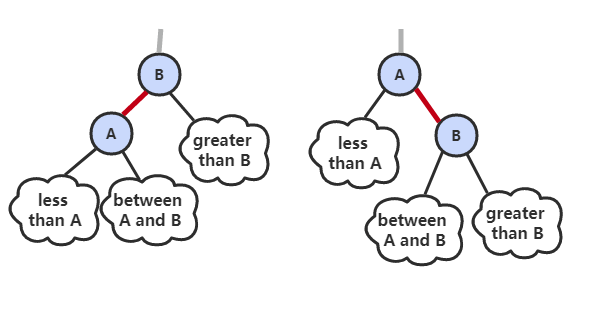 B
A
greater
than B
less
than A
between
A and B
A
less
than A
B
between
A and B
greater
than B